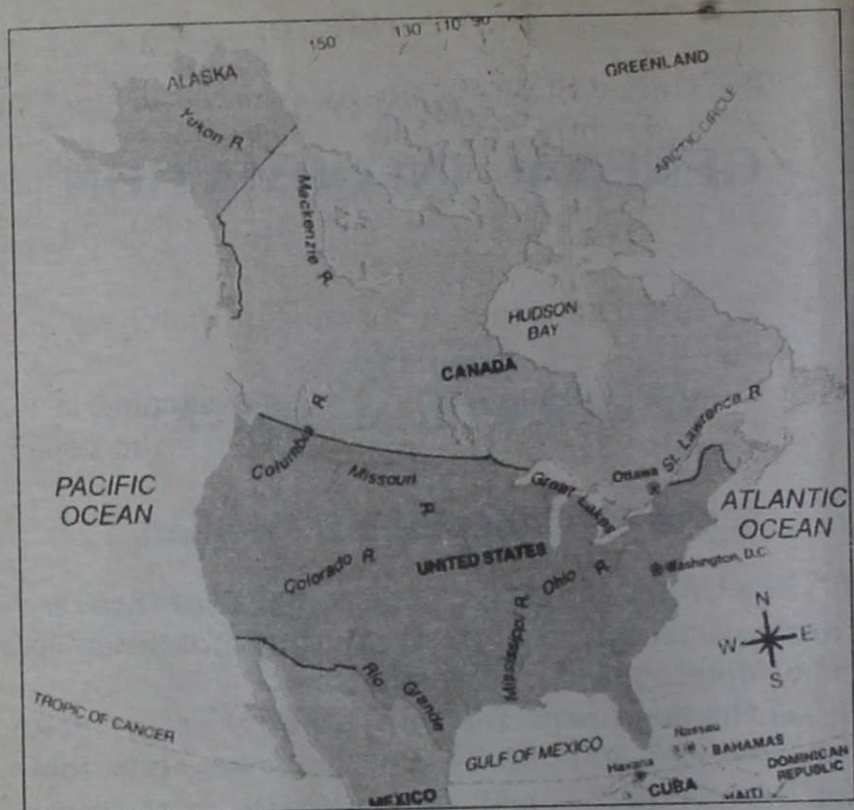 150 130 110 90
ALASKA
GREENLAND
Yukon R.
ARCTIC CIRCLE
Mackenzie R.
HUDSON
BAY
CANADA
Columbia R.
St. Lawrence R
Missouri R
Ottawa
Great Lakes
PACIFIC
OCEAN
ATLANTIC
OCEAN
Colorado R.
UNITED STATES
Ohio R.
Washington, D.C.
Mississippi R.
N
W E
S
Rio Grande
TROPIC OF CANCER
GULF OF MEXICO
Nassau
BAHAMAS
Havana
CUBA
DOMINICAN
REPUBLIC
HAITI
MEXICO